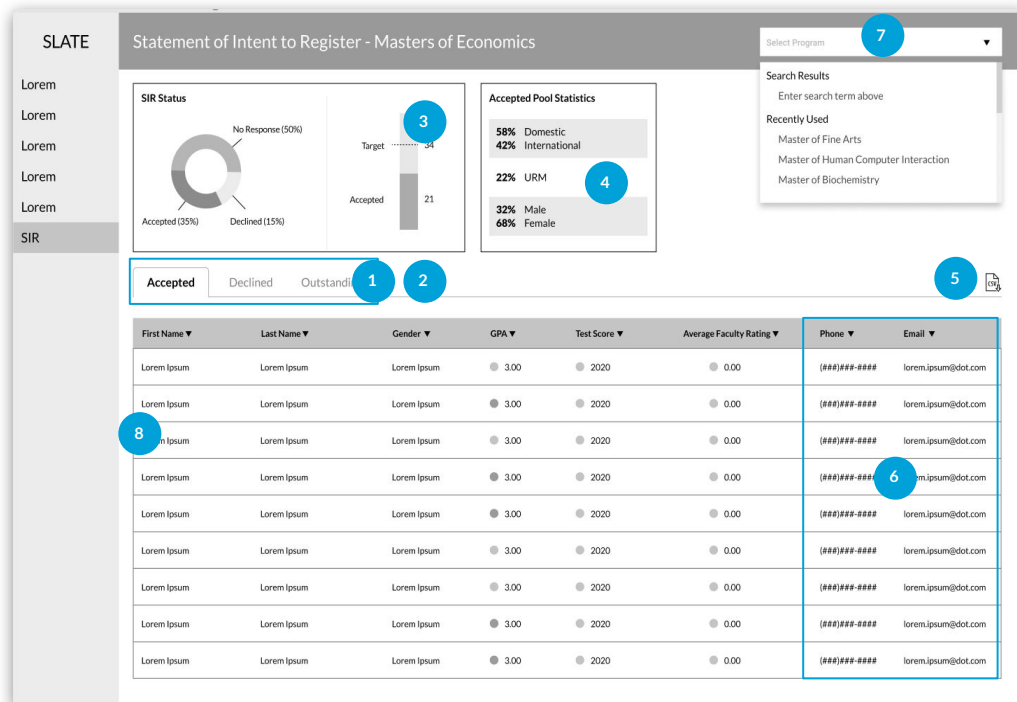 SLATE
Statement of Intent to Register - Masters of Economics
Select Program
7
Search Results
Enter search term above
Recently Used
Master of Fine Arts
Master of Human Computer Interaction
Master of Biochemistry
Lorem
Lorem
Lorem
Lorem
Lorem
SIR
SIR Status
No Response (50%)
Accepted (35%)
Declined (15%)
3
Target
34
Accepted
21
Accepted Pool Statistics
58% Domestic
42% International
22% URM
4
32% Male
68% Female
Accepted
Declined
1
2
5
CSV
First Name ▼ Last Name ▼ Gender ▼ GPA ▼ Test Score ▼ Average Faculty Rating ▼ Phone ▼ Email ▼
Lorem Ipsum Lorem Ipsum Lorem Ipsum 3.00 2020 0.00 (###)###-#### lorem.ipsum@dot.com
Lorem Ipsum Lorem Ipsum Lorem Ipsum 3.00 2020 0.00 (###)###-#### lorem.ipsum@dot.com
8 Ipsum Lorem Ipsum Lorem Ipsum 3.00 2020 0.00 (###)###-#### lorem.ipsum@dot.com
Lorem Ipsum Lorem Ipsum Lorem Ipsum 3.00 2020 0.00 (###)###-#### 6 em.ipsum@dot.com
Lorem Ipsum Lorem Ipsum Lorem Ipsum 3.00 2020 0.00 (###)###-#### lorem.ipsum@dot.com
Lorem Ipsum Lorem Ipsum Lorem Ipsum 3.00 2020 0.00 (###)###-#### lorem.ipsum@dot.com
Lorem Ipsum Lorem Ipsum Lorem Ipsum 3.00 2020 0.00 (###)###-#### lorem.ipsum@dot.com
Lorem Ipsum Lorem Ipsum Lorem Ipsum 3.00 2020 0.00 (###)###-#### lorem.ipsum@dot.com
Lorem Ipsum Lorem Ipsum Lorem Ipsum 3.00 2020 0.00 (###)###-#### lorem.ipsum@dot.com